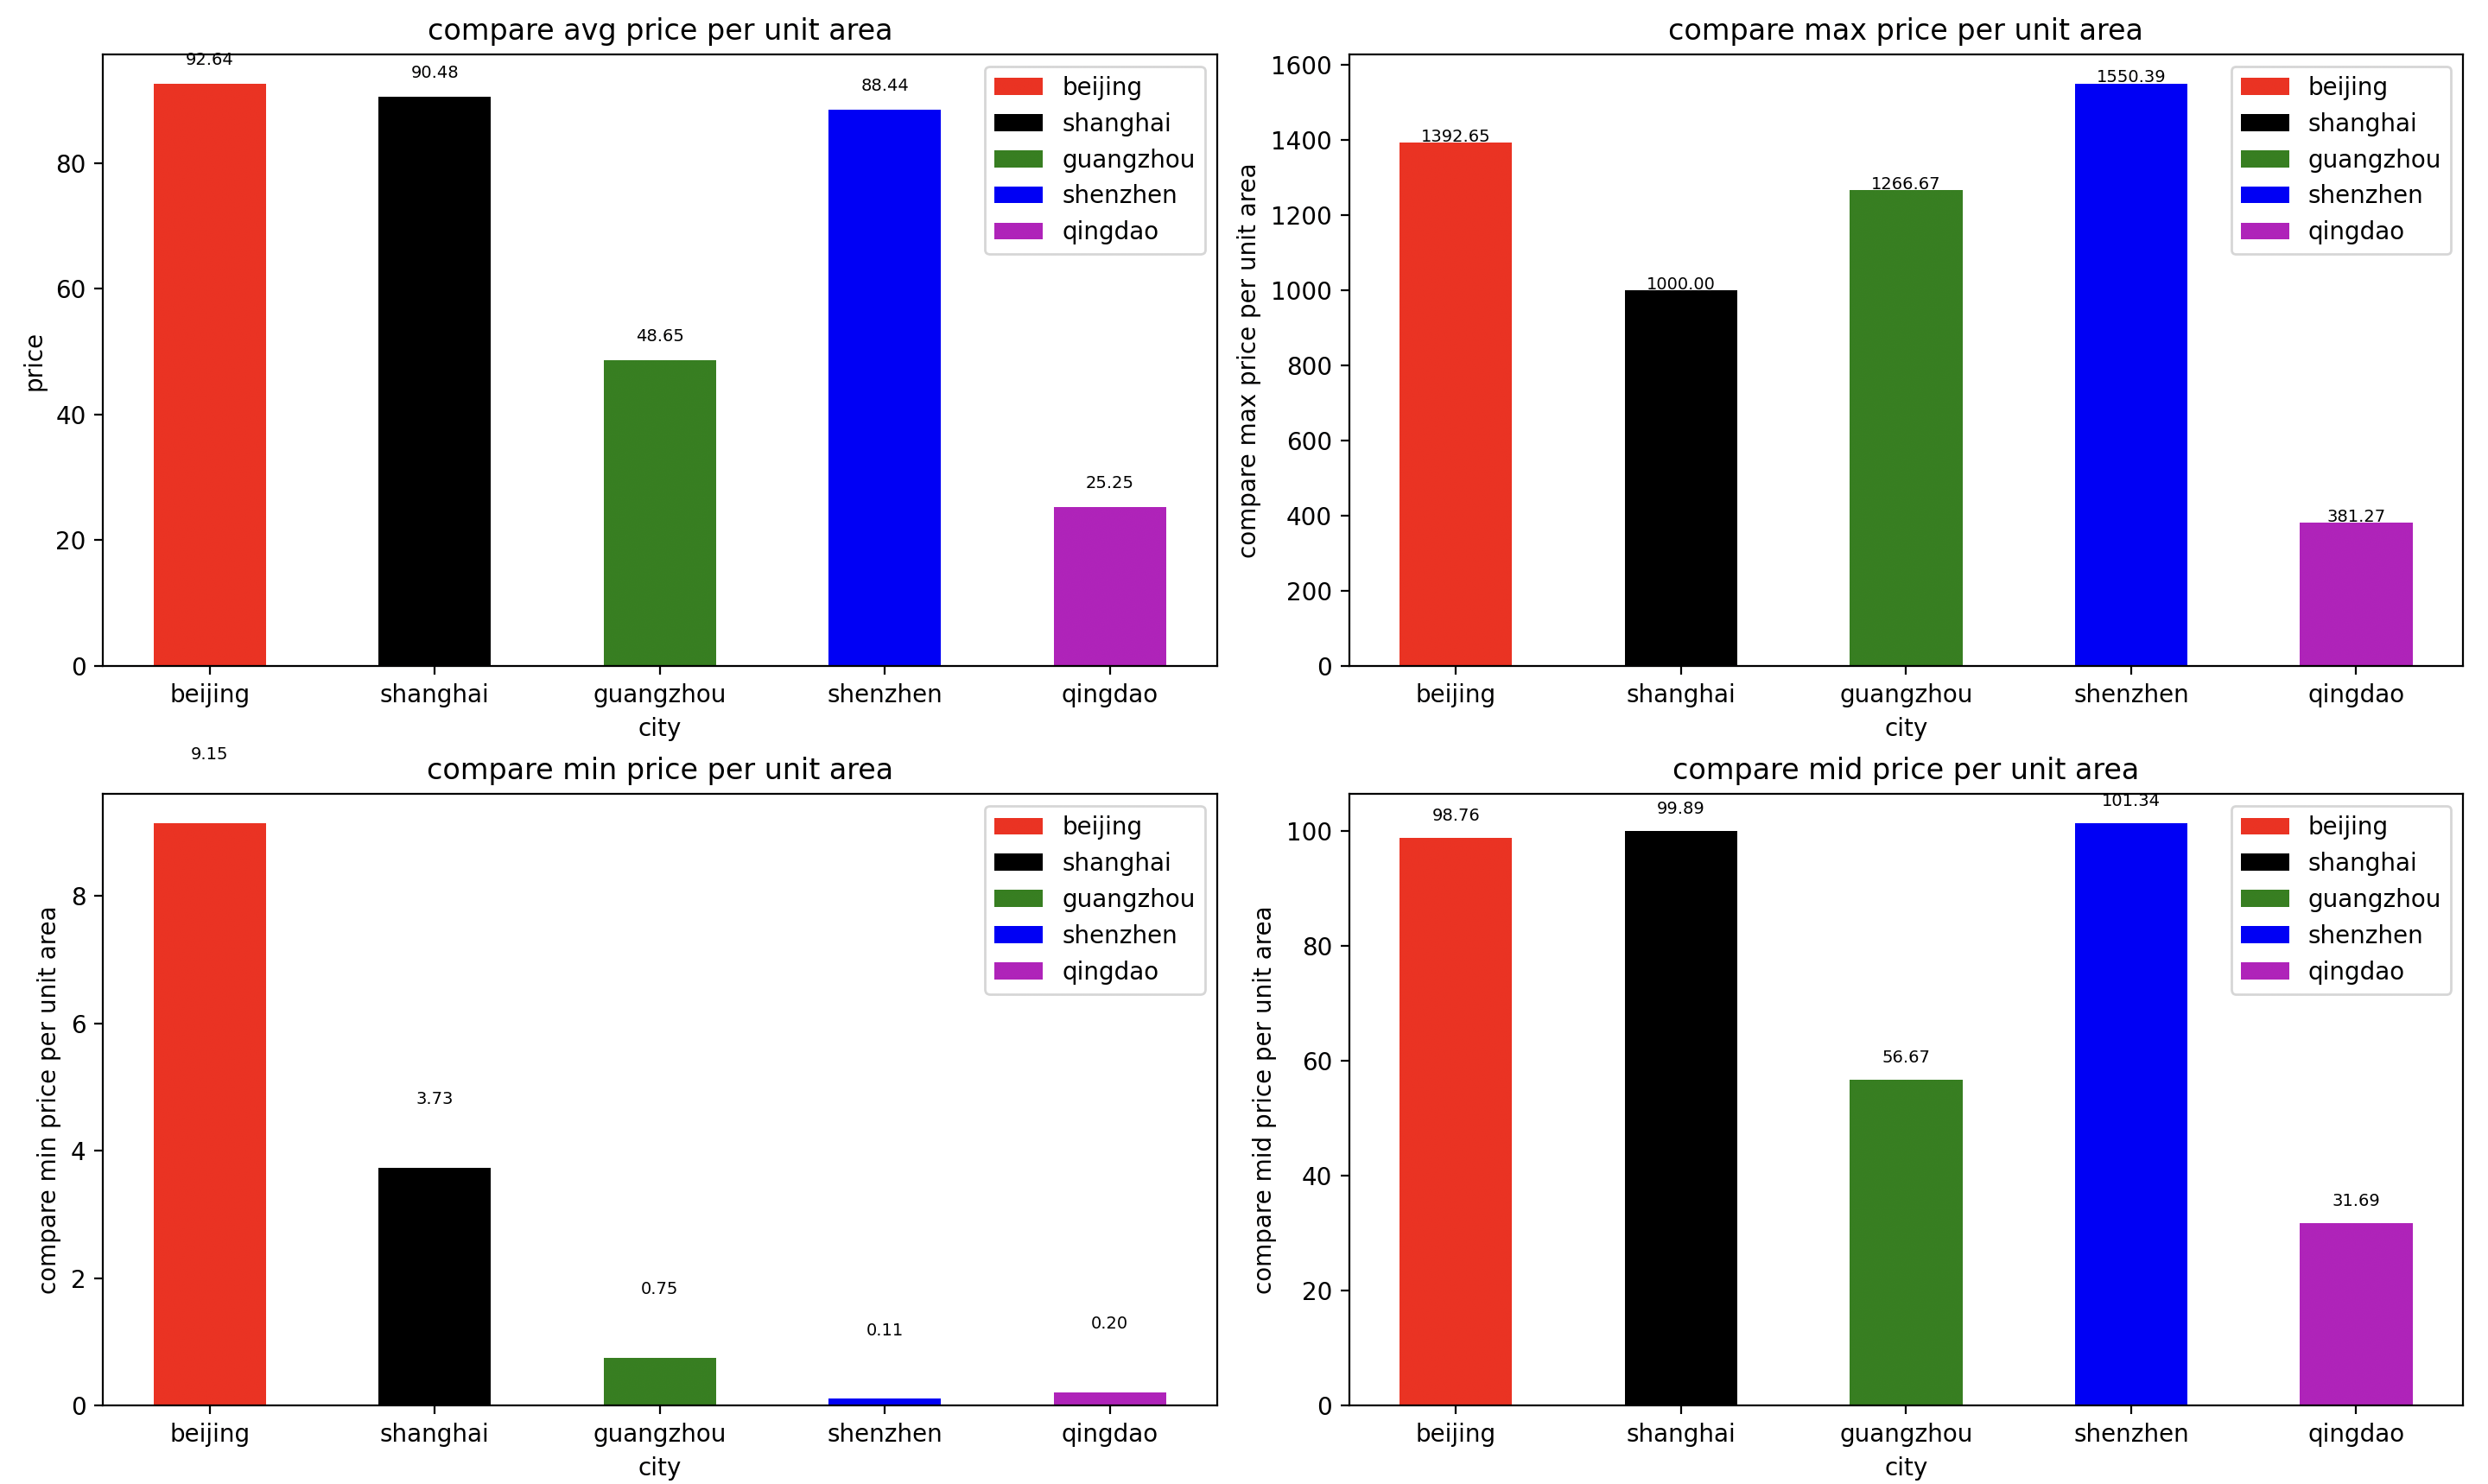 compare avg price per unit area
92.64
90.48
48.65
88.44
25.25
beijing
shanghai
guangzhou
shenzhen
qingdao
price
80
60
40
20
0
beijing shanghai guangzhou shenzhen qingdao
city
compare max price per unit area
1392.65
1000.00
1266.67
1550.39
381.27
beijing
shanghai
guangzhou
shenzhen
qingdao
compare max price per unit area
1600
1400
1200
1000
800
600
400
200
0
beijing shanghai guangzhou shenzhen qingdao
city
compare min price per unit area
9.15
3.73
0.75
0.11
0.20
beijing
shanghai
guangzhou
shenzhen
qingdao
compare min price per unit area
8
6
4
2
0
beijing shanghai guangzhou shenzhen qingdao
city
compare mid price per unit area
98.76
99.89
56.67
101.34
31.69
beijing
shanghai
guangzhou
shenzhen
qingdao
compare mid price per unit area
100
80
60
40
20
0
beijing shanghai guangzhou shenzhen qingdao
city